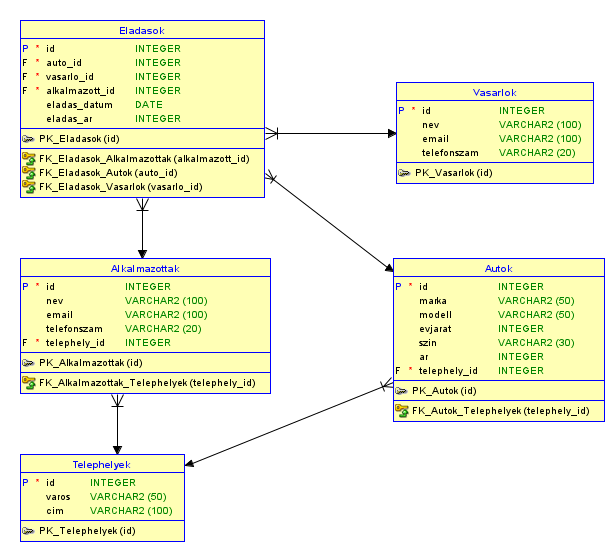 Eladasok
P * id INTEGER
F * auto_id INTEGER
F * vasarlo_id INTEGER
F * alkalmazott_id INTEGER
eladas_datum DATE
eladas_ar INTEGER
PK_Eladasok (id)
FK_Eladasok_Alkalmazottak (alkalmazott_id)
FK_Eladasok_Autok (auto_id)
FK_Eladasok_Vasarlok (vasarlo_id)
Vasarlok
P * id INTEGER
nev VARCHAR2 (100)
email VARCHAR2 (100)
telefonszam VARCHAR2 (20)
PK_Vasarlok (id)
Alkalmazottak
P * id INTEGER
nev VARCHAR2 (100)
email VARCHAR2 (100)
telefonszam VARCHAR2 (20)
F * telephely_id INTEGER
PK_Alkalmazottak (id)
FK_Alkalmazottak_Telephelyek (telephely_id)
Autok
P * id INTEGER
marka VARCHAR2 (50)
modell VARCHAR2 (50)
evjarat INTEGER
szin VARCHAR2 (30)
ar INTEGER
F * telephely_id INTEGER
PK_Autok (id)
FK_Autok_Telephelyek (telephely_id)
Telephelyek
P * id INTEGER
varos VARCHAR2 (50)
cim VARCHAR2 (100)
PK_Telephelyek (id)